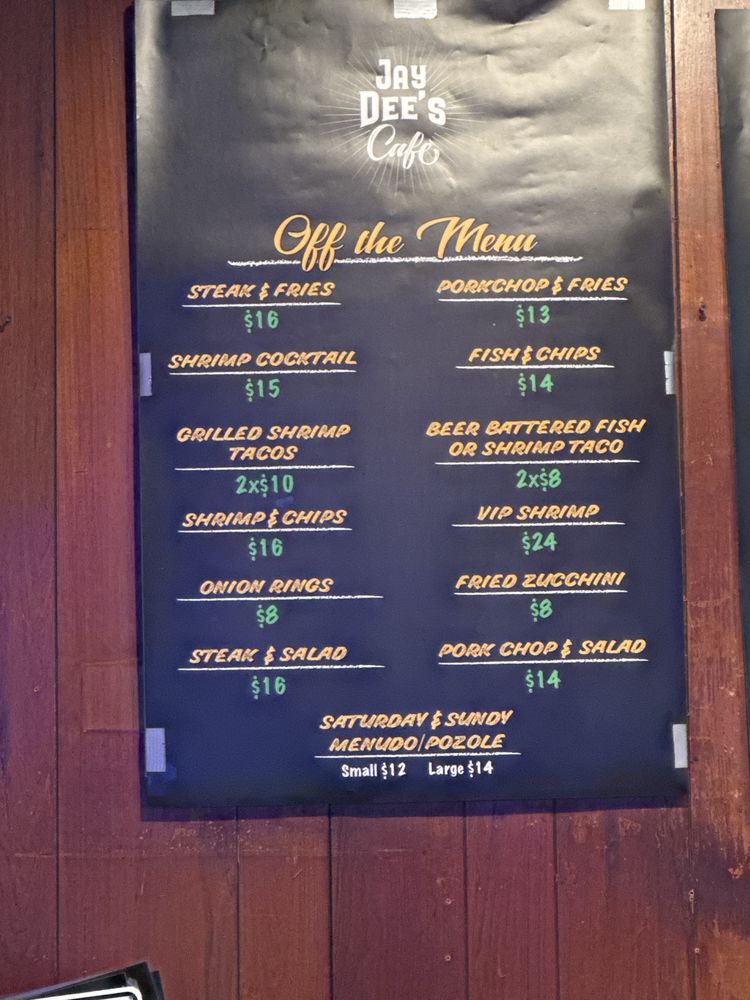 JAY
DEE'S
Cafe
Off the Menu
STEAK & FRIES
$16
PORKCHOP & FRIES
$13
SHRIMP COCKTAIL
$15
FISH & CHIPS
$14
GRILLED SHRIMP
TACOS
2x$10
BEER BATTERED FISH
OR SHRIMP TACO
2x$8
SHRIMP & CHIPS
$16
VIP SHRIMP
$24
ONION RINGS
$8
FRIED ZUCCHINI
$8
STEAK & SALAD
$16
PORK CHOP & SALAD
$14
SATURDAY & SUNDY
MENUDO/POZOLE
Small $12 Large $14